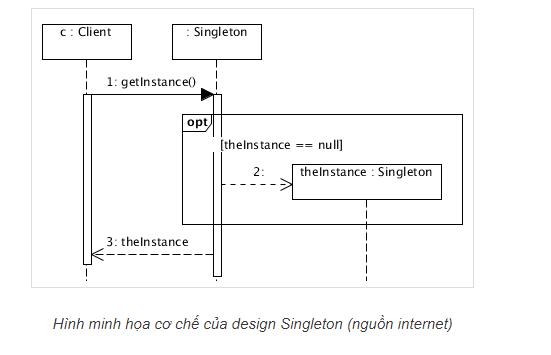 c : Client
: Singleton
1: getInstance()
opt
[theInstance == null]
2:
theInstance : Singleton
3: theInstance
Hình minh họa cơ chế của design Singleton (nguồn internet)